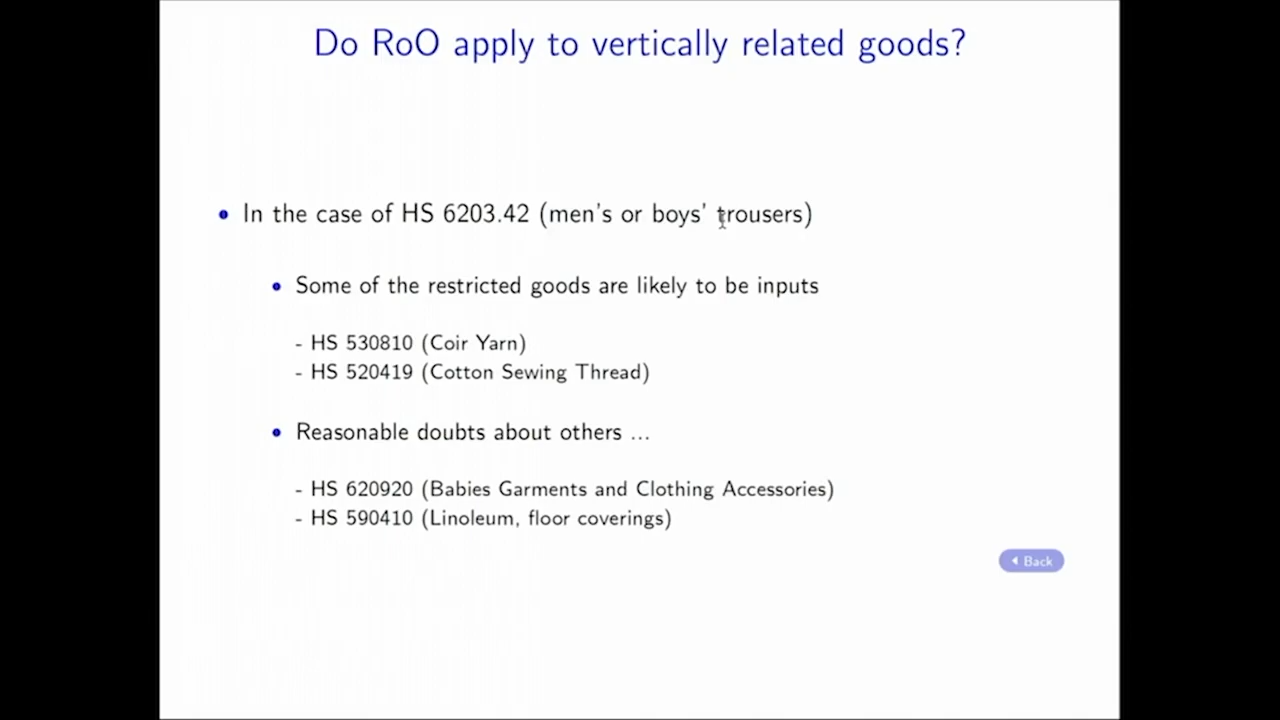 Do RoO apply to vertically related goods?
• In the case of HS 6203.42 (men's or boys' trousers)
• Some of the restricted goods are likely to be inputs
- HS 530810 (Coir Yarn)
- HS 520419 (Cotton Sewing Thread)
• Reasonable doubts about others ...
- HS 620920 (Babies Garments and Clothing Accessories)
- HS 590410 (Linoleum, floor coverings)
Back